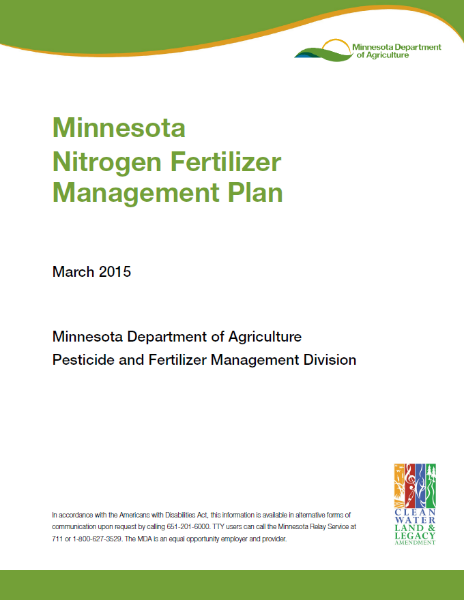 Minnesota Department
of Agriculture
Minnesota
Nitrogen Fertilizer
Management Plan
March 2015
Minnesota Department of Agriculture
Pesticide and Fertilizer Management Division
In accordance with the Americans with Disabilities Act, this information is available in alternative forms of
communication upon request by calling 651-201-6000. TTY users can call the Minnesota Relay Service at
711 or 1-800-627-3529. The MDA is an equal opportunity employer and provider.
CLEAN
WATER
LAND &
LEGACY
AMENDMENT